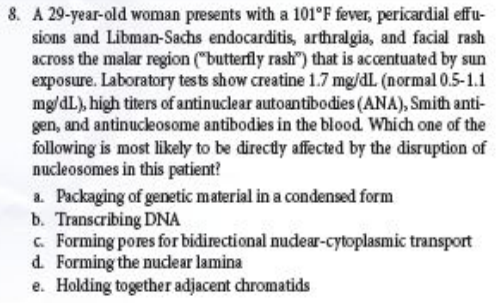 8. A 29-year-old woman presents with a 101°F fever, pericardial effu-
sions and Libman-Sachs endocarditis, arthralgia, and facial rash
across the malar region ("butterfly rash") that is accentuated by sun
exposure. Laboratory tests show creatine 1.7 mg/dL (normal 0.5-1.1
mg/dL), high titers of antinuclear autoantibodies (ANA), Smith anti-
gen, and antinucleosome antibodies in the blood. Which one of the
following is most likely to be directly affected by the disruption of
nucleosomes in this patient?
a. Packaging of genetic material in a condensed form
b. Transcribing DNA
c. Forming pores for bidirectional nuclear-cytoplasmic transport
d. Forming the nuclear lamina
e. Holding together adjacent chromatids